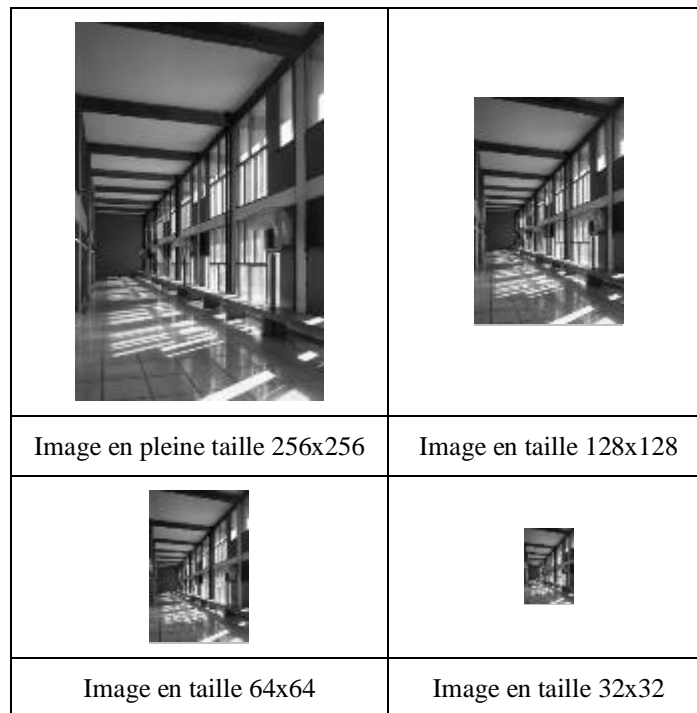 Image en pleine taille 256x256
Image en taille 128x128
Image en taille 64x64
Image en taille 32x32